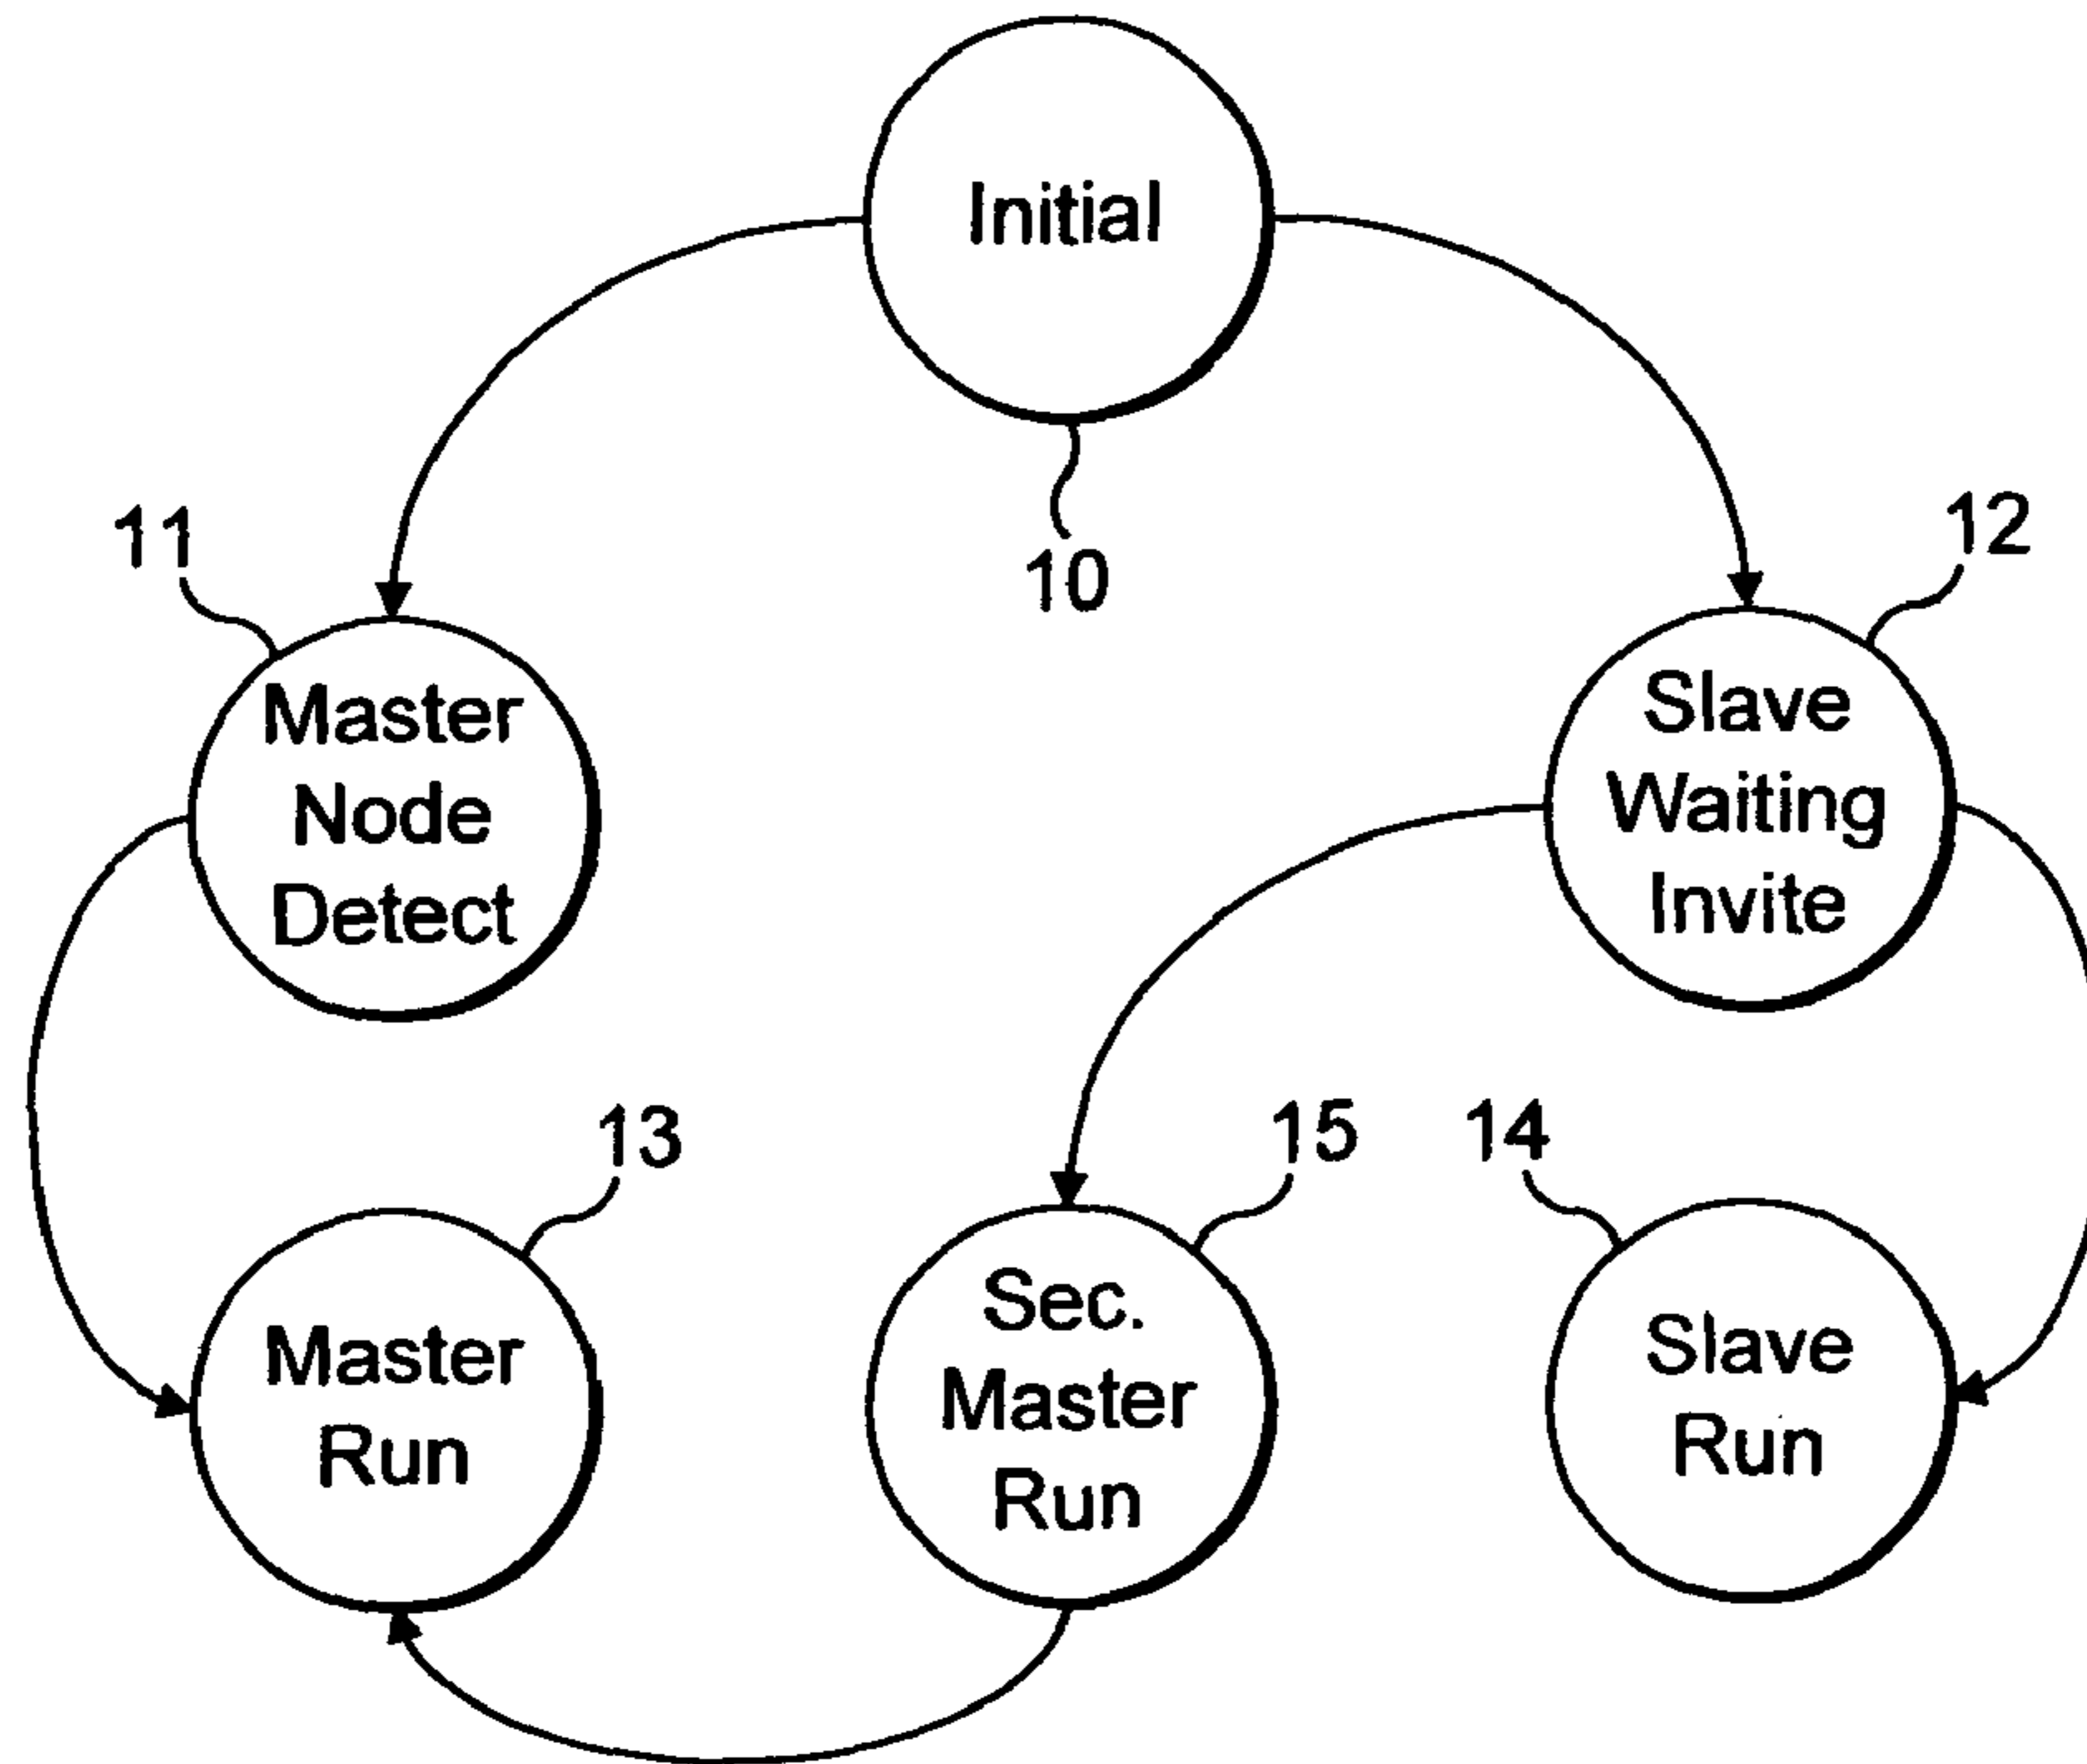 Initial
10
11
12
Master
Node
Detect
Slave
Waiting
Invite
13
15
14
Master
Run
Sec.
Master
Run
Slave
Run